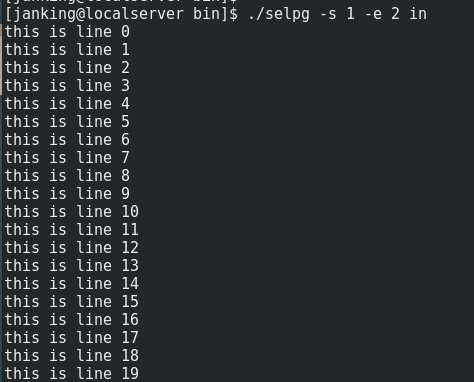 [janking@localserver bin]$
[janking@localserver bin]$ ./selpg -s 1 -e 2 in
this is line 0
this is line 1
this is line 2
this is line 3
this is line 4
this is line 5
this is line 6
this is line 7
this is line 8
this is line 9
this is line 10
this is line 11
this is line 12
this is line 13
this is line 14
this is line 15
this is line 16
this is line 17
this is line 18
this is line 19